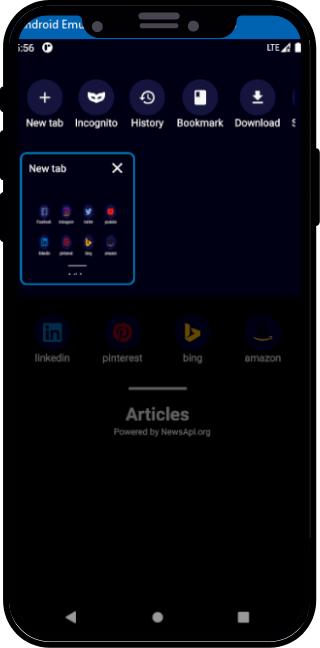 ndroid Emu
5:56 LTE
New tab Incognito History Bookmark Download S
New tab
Facebook instagram twitter youtube
linkedin pinterest bing amazon
linkedin pinterest bing amazon
Articles
Powered by NewsApi.org